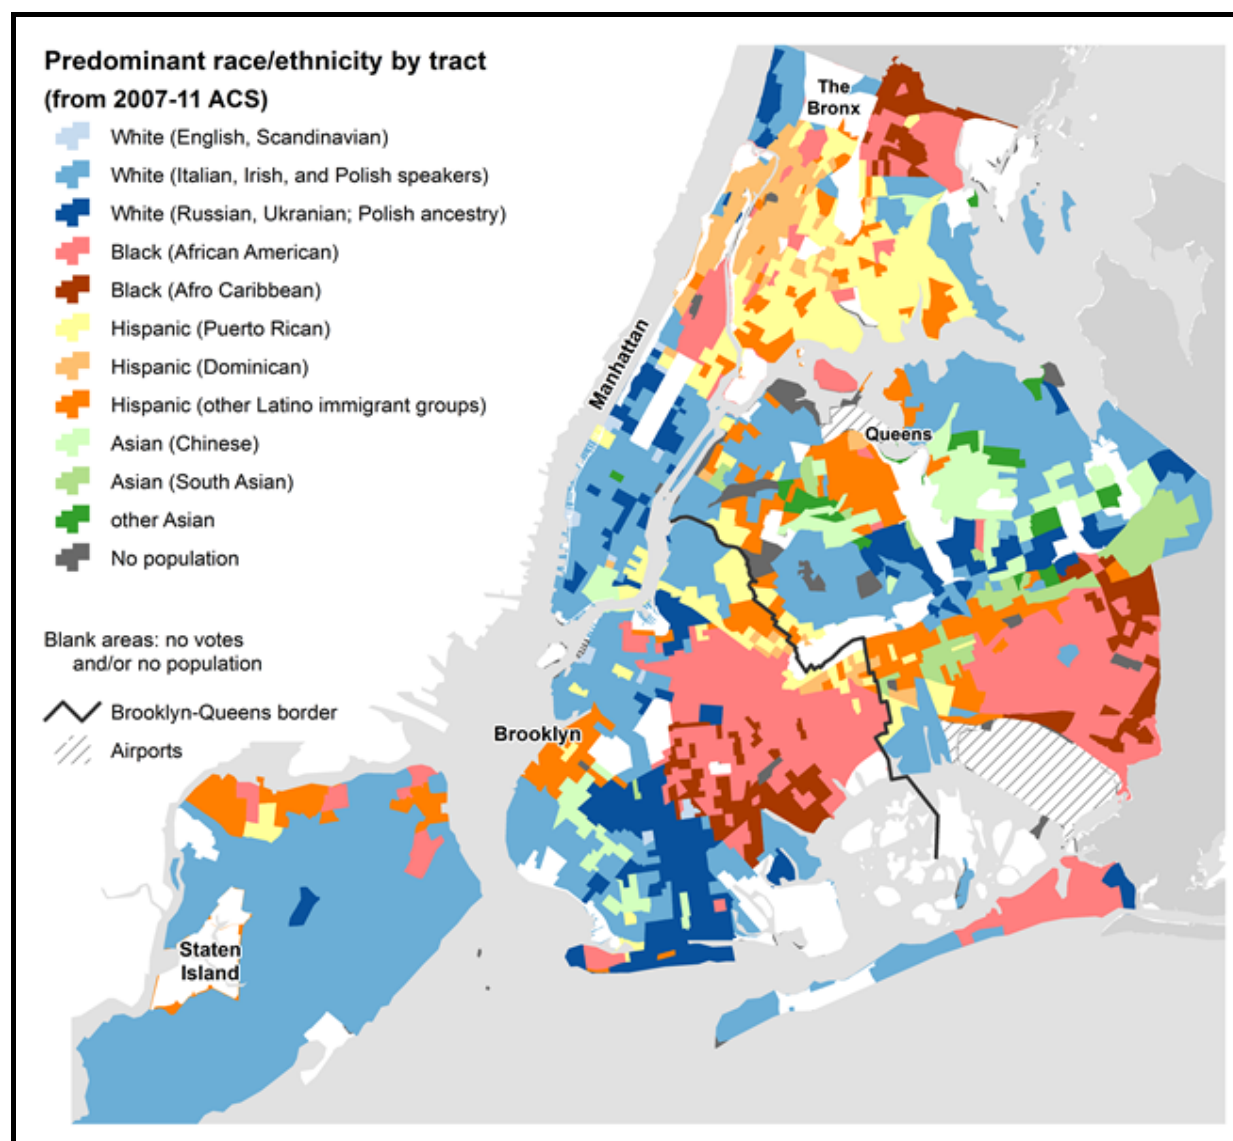 Predominant race/ethnicity by tract
(from 2007-11 ACS)
White (English, Scandinavian)
White (Italian, Irish, and Polish speakers)
White (Russian, Ukranian; Polish ancestry)
Black (African American)
Black (Afro Caribbean)
Hispanic (Puerto Rican)
Hispanic (Dominican)
Hispanic (other Latino immigrant groups)
Asian (Chinese)
Asian (South Asian)
other Asian
No population
Blank areas: no votes
and/or no population
Brooklyn-Queens border
Airports
The
Bronx
Manhattan
Queens
Brooklyn
Staten
Island